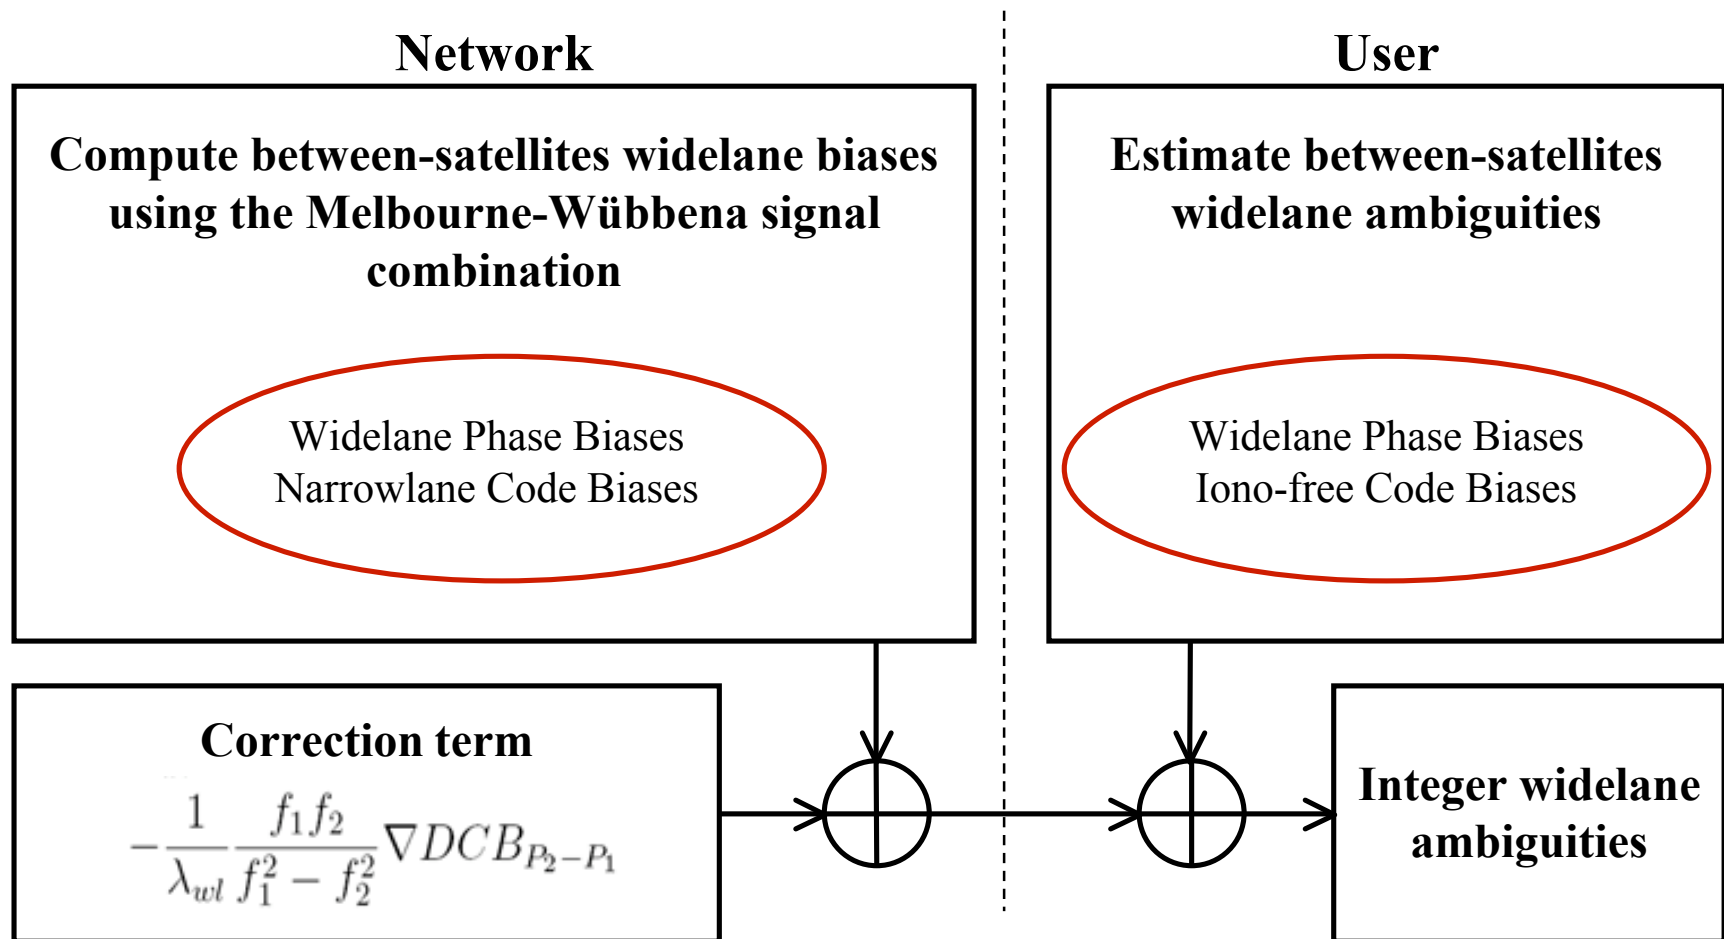 Network
Compute between-satellites widelane biases
using the Melbourne-Wübbena signal
combination
Widelane Phase Biases
Narrowlane Code Biases
User
Estimate between-satellites
widelane ambiguities
Widelane Phase Biases
Iono-free Code Biases
Correction term
$-\frac{1}{\lambda_{wl}}\frac{f_1 f_2}{f_1^2 - f_2^2}\nabla DCB_{P_2-P_1}$
Integer widelane
ambiguities